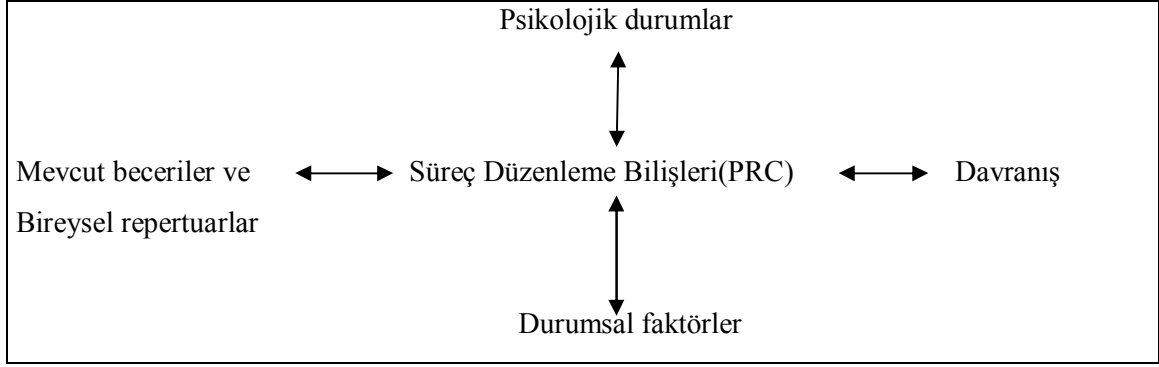 Psikolojik durumlar
Mevcut beceriler ve
Süreç Düzenleme Bilişleri(PRC)
Davranış
Bireysel repertuarlar
Durumsal faktörler